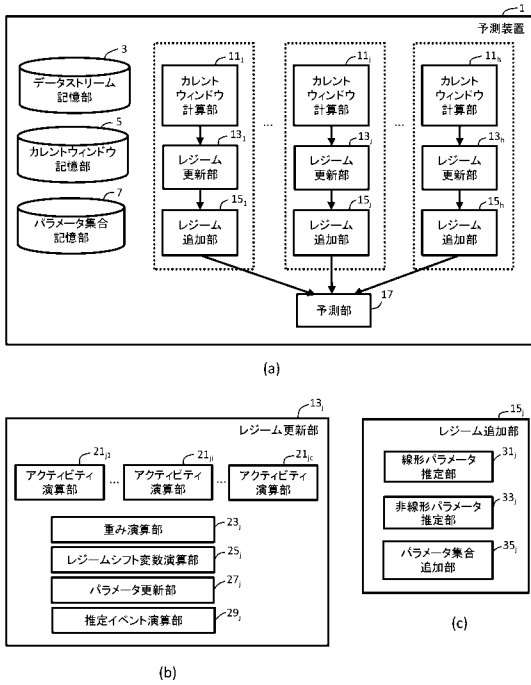 1
予測装置
3
データストリーム
記憶部
5
カレントウィンドウ
記憶部
7
パラメータ集合
記憶部
11₁
カレント
ウィンドウ
計算部
13₁
レジーム
更新部
15₁
レジーム
追加部
...
11ⱼ
カレント
ウィンドウ
計算部
13ⱼ
レジーム
更新部
15ⱼ
レジーム
追加部
...
11ₕ
カレント
ウィンドウ
計算部
13ₕ
レジーム
更新部
15ₕ
レジーム
追加部
17
予測部
(a)
13ⱼ
レジーム更新部
21ⱼ₁
アクティビティ
演算部
...
21ⱼᵢ
アクティビティ
演算部
...
21jc
アクティビティ
演算部
重み演算部
23ⱼ
レジームシフト変数演算部
25ⱼ
パラメータ更新部
27ⱼ
推定イベント演算部
29ⱼ
(b)
15ⱼ
レジーム追加部
線形パラメータ
推定部
31ⱼ
非線形パラメータ
推定部
33ⱼ
パラメータ集合
追加部
35ⱼ
(c)